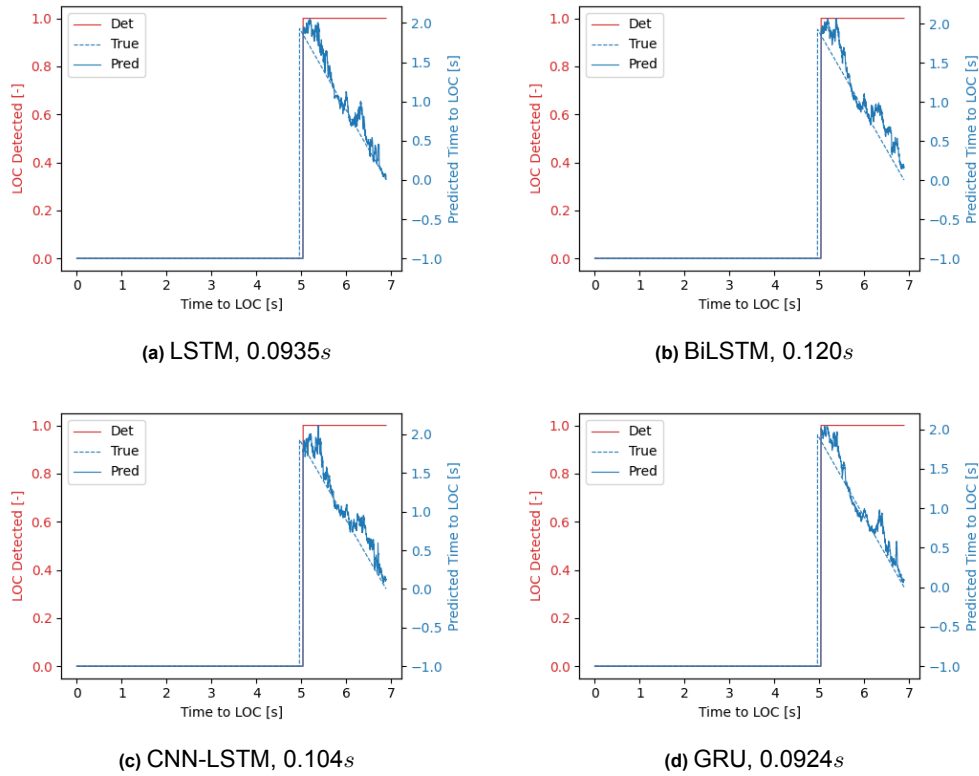 Det
True
Pred
1.0
0.8
0.6
0.4
0.2
0.0
LOC Detected [-]
2.0
1.5
1.0
0.5
0.0
−0.5
−1.0
Predicted Time to LOC [s]
0 1 2 3 4 5 6 7
Time to LOC [s]
(a) LSTM, 0.0935s
Det
True
Pred
1.0
0.8
0.6
0.4
0.2
0.0
LOC Detected [-]
2.0
1.5
1.0
0.5
0.0
−0.5
−1.0
Predicted Time to LOC [s]
0 1 2 3 4 5 6 7
Time to LOC [s]
(b) BiLSTM, 0.120s
Det
True
Pred
1.0
0.8
0.6
0.4
0.2
0.0
LOC Detected [-]
2.0
1.5
1.0
0.5
0.0
−0.5
−1.0
Predicted Time to LOC [s]
0 1 2 3 4 5 6 7
Time to LOC [s]
(c) CNN-LSTM, 0.104s
Det
True
Pred
1.0
0.8
0.6
0.4
0.2
0.0
LOC Detected [-]
2.0
1.5
1.0
0.5
0.0
−0.5
−1.0
Predicted Time to LOC [s]
0 1 2 3 4 5 6 7
Time to LOC [s]
(d) GRU, 0.0924s